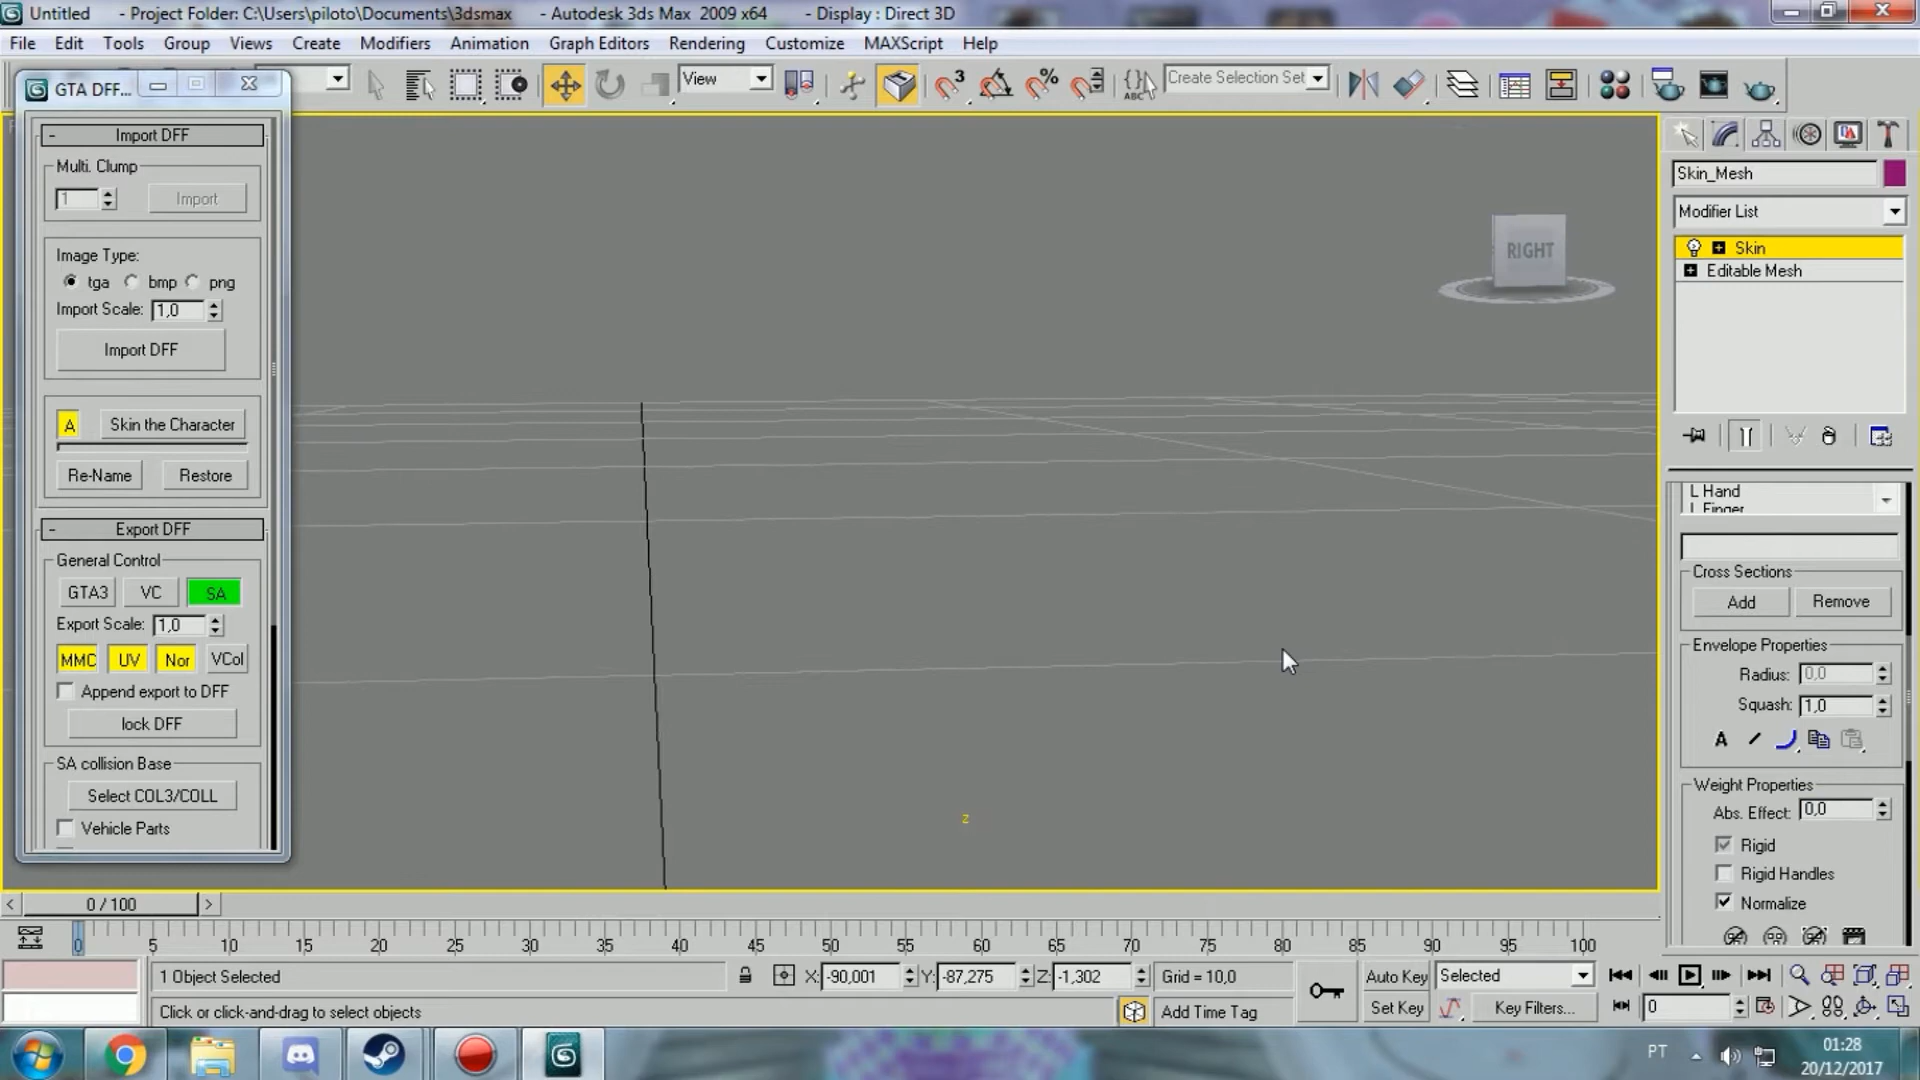 Untitled - Project Folder: C:\Users\piloto\Documents\3dsmax - Autodesk 3ds Max 2009 x64 - Display : Direct 3D
File Edit Tools Group Views Create Modifiers Animation Graph Editors Rendering Customize MAXScript Help
GTA DFF...
View
3
%
ABC
Create Selection Set
- Import DFF
Multi. Clump
1 Import
Image Type:
tga bmp png
Import Scale: 1,0
Import DFF
A Skin the Character
Re-Name Restore
- Export DFF
General Control
GTA3 VC SA
Export Scale: 1,0
MMC UV Nor VCol
Append export to DFF
lock DFF
SA collision Base
Select COL3/COLL
Vehicle Parts
RIGHT
z
Skin_Mesh
Modifier List
Skin
Editable Mesh
L Hand
L Finger
Cross Sections
Add Remove
Envelope Properties
Radius: 0,0
Squash: 1,0
A
Weight Properties
Abs. Effect: 0,0
Rigid
Rigid Handles
Normalize
< 0 / 100 >
0 5 10 15 20 25 30 35 40 45 50 55 60 65 70 75 80 85 90 95 100
1 Object Selected X: -90,001 Y: -87,275 Z: -1,302 Grid = 10,0 Auto Key Selected
Click or click-and-drag to select objects Add Time Tag Set Key Key Filters... 0
PT 01:28
20/12/2017